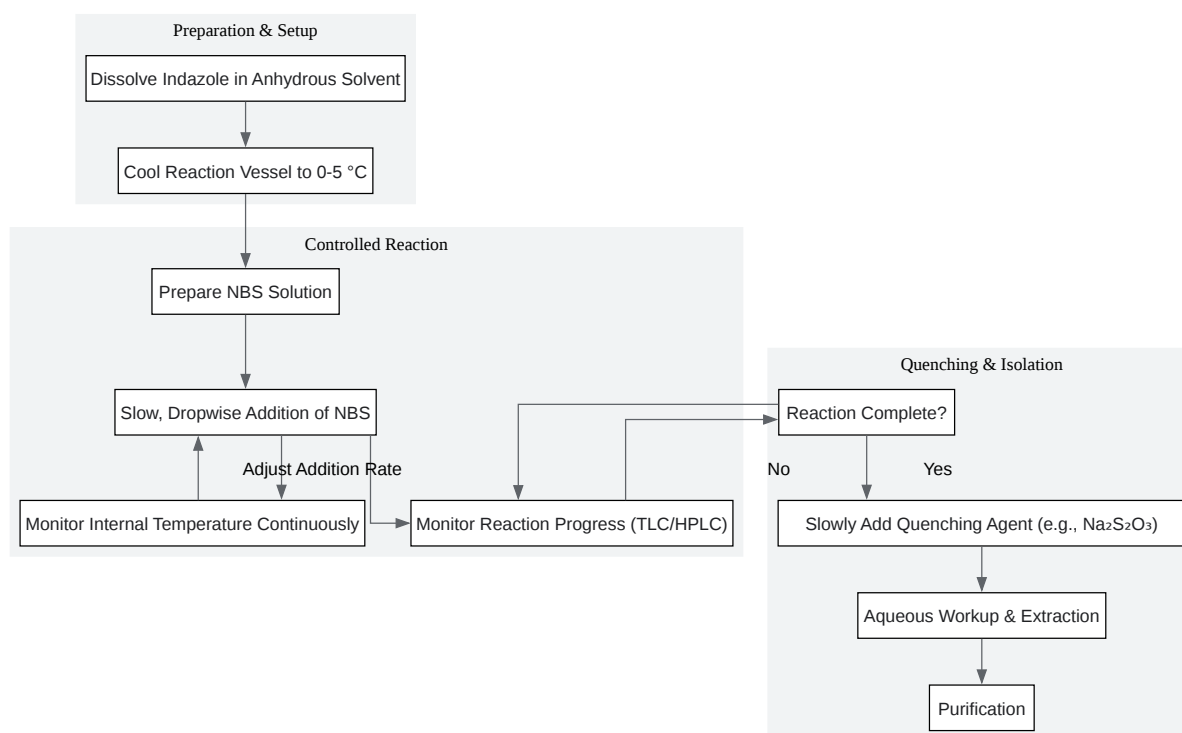 Preparation & Setup
Dissolve Indazole in Anhydrous Solvent
Cool Reaction Vessel to 0-5 °C
Controlled Reaction
Prepare NBS Solution
Slow, Dropwise Addition of NBS
Adjust Addition Rate
Monitor Internal Temperature Continuously
Monitor Reaction Progress (TLC/HPLC)
Quenching & Isolation
Reaction Complete?
No
Yes
Slowly Add Quenching Agent (e.g., Na₂S₂O₃)
Aqueous Workup & Extraction
Purification